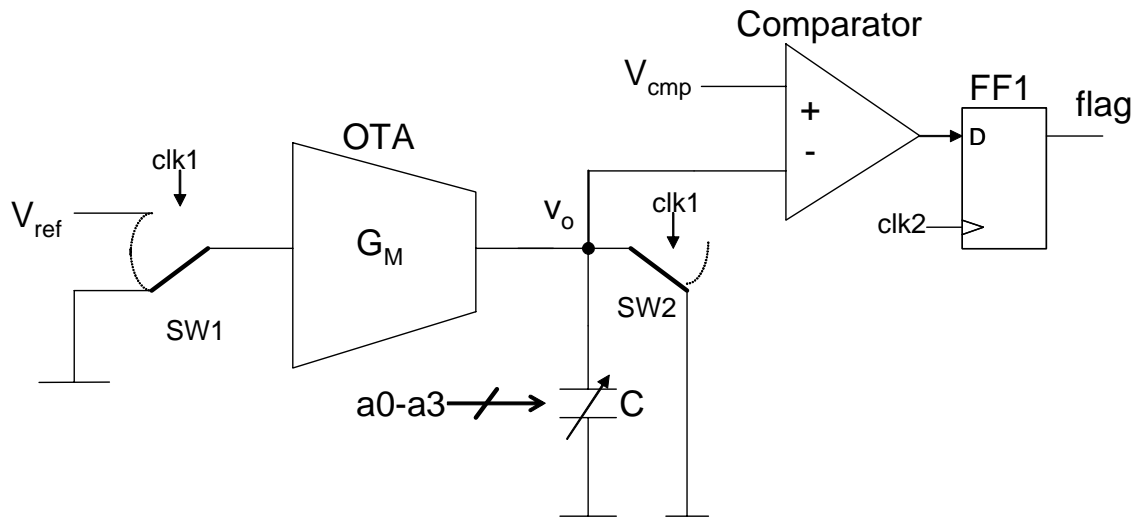 Comparator
V_cmp
FF1
flag
+
-
D
clk2
OTA
clk1
V_ref
G_M
v_o
clk1
SW1
SW2
a0-a3
C